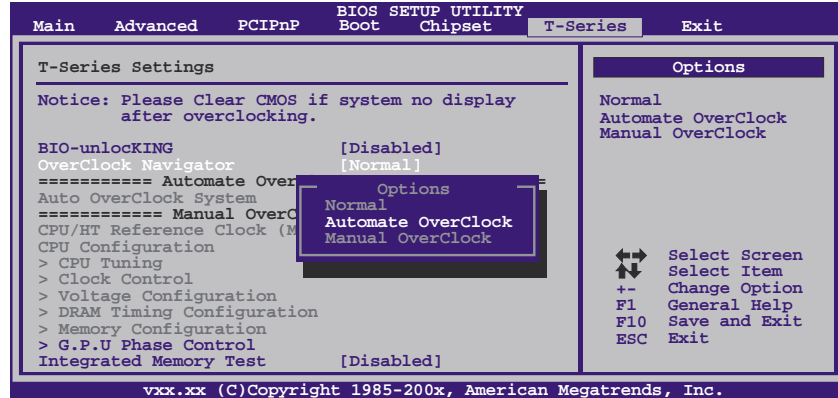 BIOS SETUP UTILITY
Main Advanced PCIPnP Boot Chipset T-Series Exit
T-Series Settings
Notice: Please Clear CMOS if system no display
after overclocking.
BIO-unlocKING [Disabled]
OverClock Navigator [Normal]
=========== Automate Over =
Auto OverClock System
============ Manual OverC
CPU/HT Reference Clock (M
CPU Configuration
> CPU Tuning
> Clock Control
> Voltage Configuration
> DRAM Timing Configuration
> Memory Configuration
> G.P.U Phase Control
Integrated Memory Test [Disabled]
Options
Normal
Automate OverClock
Manual OverClock
Options
Normal
Automate OverClock
Manual OverClock
Select Screen
Select Item
+- Change Option
F1 General Help
F10 Save and Exit
ESC Exit
vxx.xx (C)Copyright 1985-200x, American Megatrends, Inc.